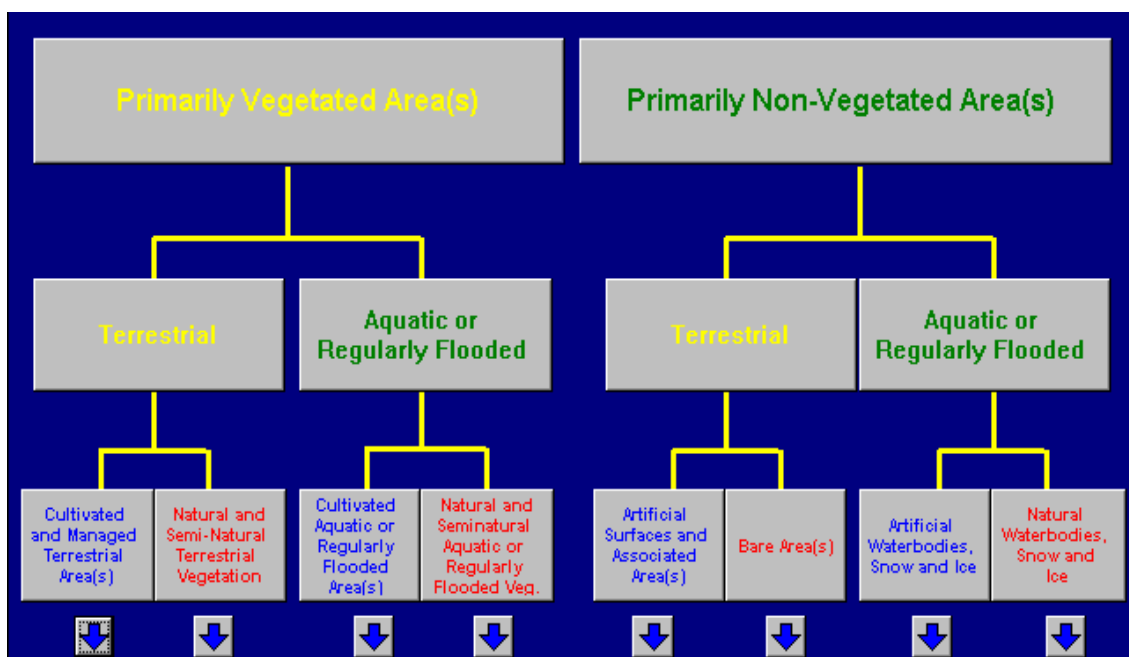 Primarily Vegetated Area(s)
Primarily Non-Vegetated Area(s)
Terrestrial
Aquatic or
Regularly Flooded
Terrestrial
Aquatic or
Regularly Flooded
Cultivated
and Managed
Terrestrial
Area(s)
Natural and
Semi-Natural
Terrestrial
Vegetation
Cultivated
Aquatic or
Regularly
Flooded
Area(s)
Natural and
Seminatural
Aquatic or
Regularly
Flooded Veg.
Artificial
Surfaces and
Associated
Area(s)
Bare Area(s)
Artificial
Waterbodies,
Snow and Ice
Natural
Waterbodies,
Snow and
Ice